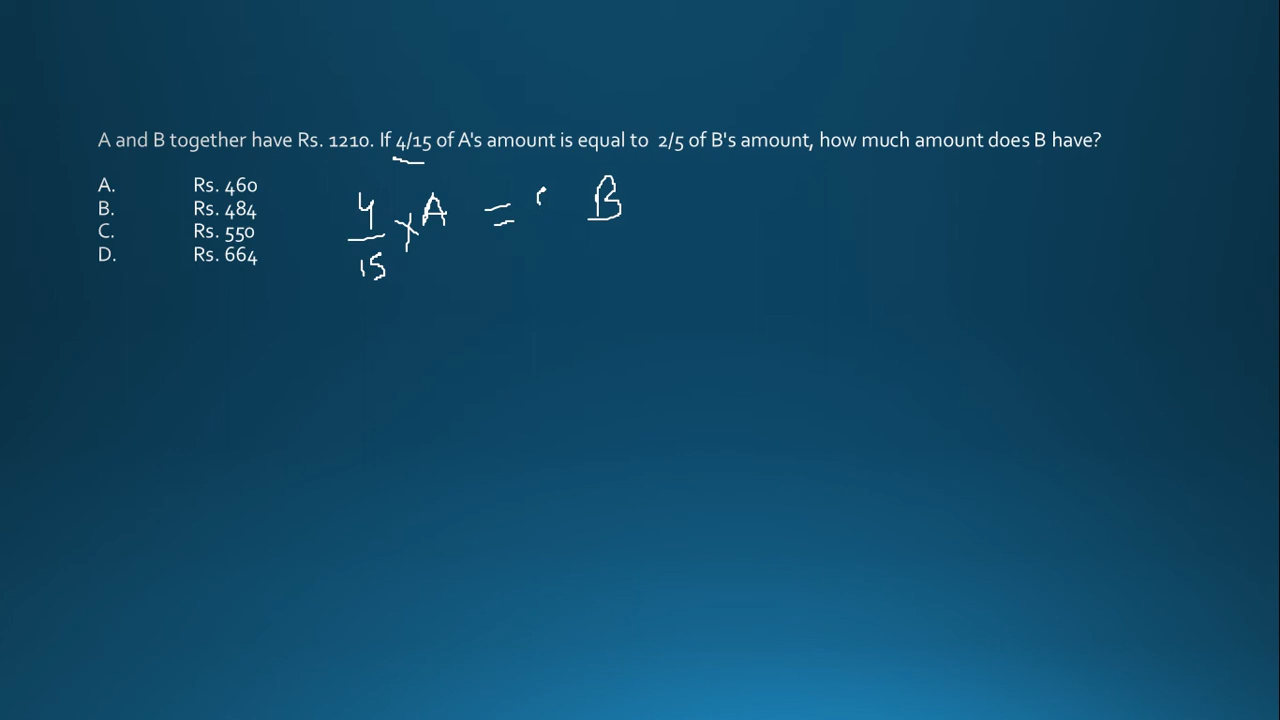 A and B together have Rs. 1210. If 4/15 of A's amount is equal to 2/5 of B's amount, how much amount does B have?
A. Rs. 460
B. Rs. 484
C. Rs. 550
D. Rs. 664
4/15 × A = B